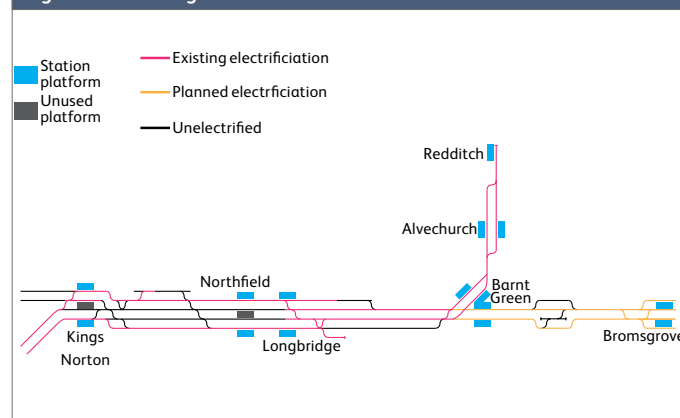 Station
platform
Unused
platform
Existing electrificiation
Planned electrficiation
Unelectrified
Redditch
Alvechurch
Barnt
Green
Northfield
Kings
Norton
Longbridge
Bromsgrove